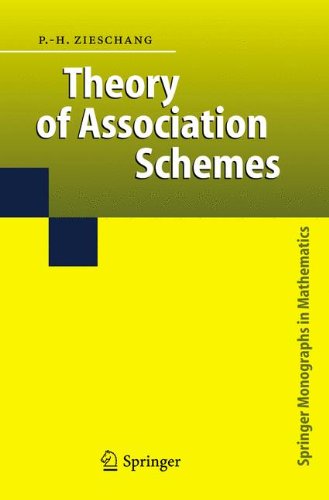 P.-H. ZIESCHANG
Theory
of Association
Schemes
Springer Monographs in Mathematics
Springer